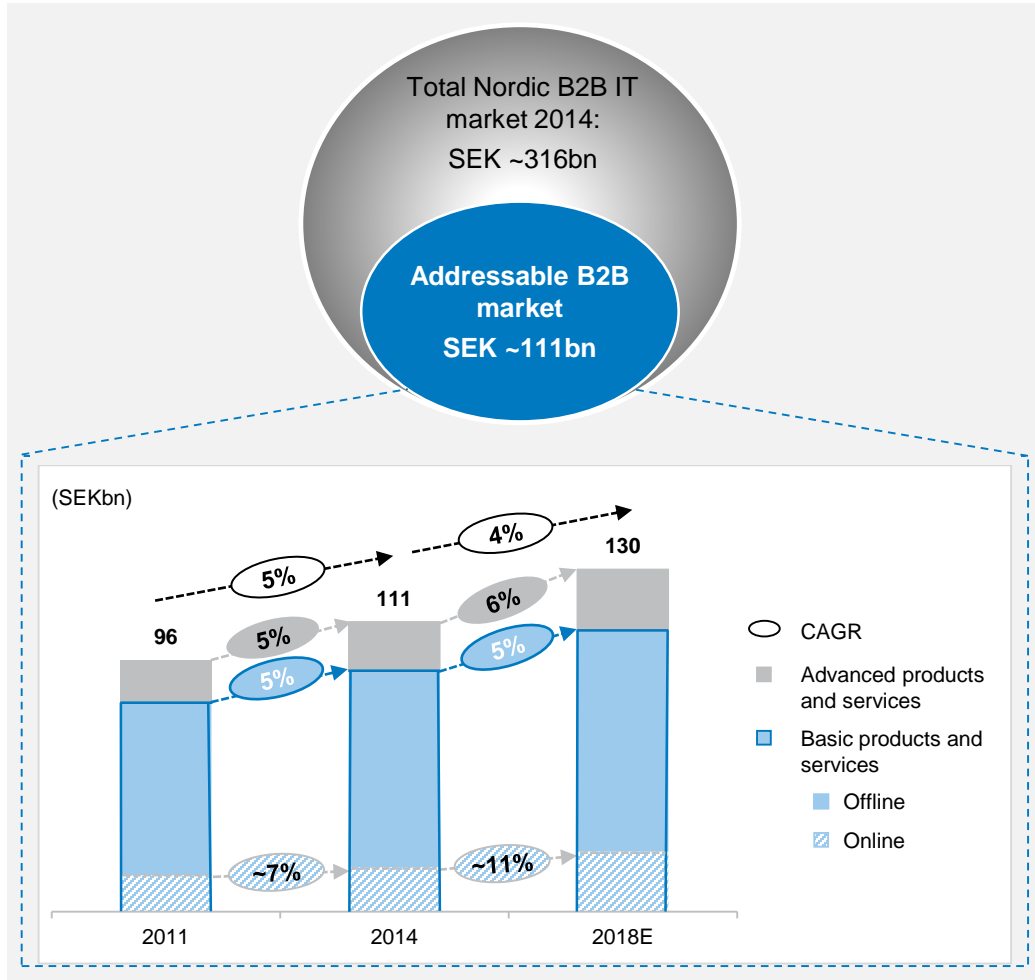 Total Nordic B2B IT
market 2014:
SEK ~316bn
Addressable B2B
market
SEK ~111bn
(SEKbn)
5%
4%
96
111
130
5%
6%
5%
5%
~7%
~11%
2011
2014
2018E
CAGR
Advanced products
and services
Basic products and
services
Offline
Online